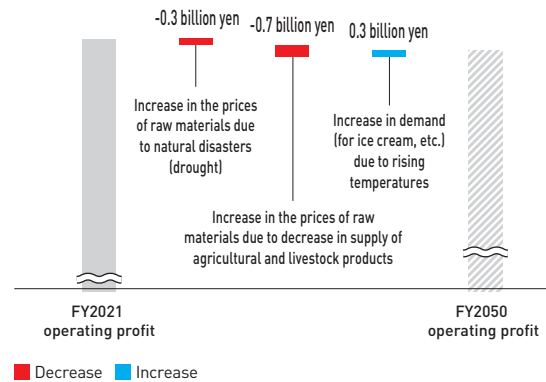 -0.3 billion yen
-0.7 billion yen
0.3 billion yen
Increase in the prices
of raw materials due
to natural disasters
(drought)
Increase in demand
(for ice cream, etc.)
due to rising
temperatures
Increase in the prices of raw
materials due to decrease in supply of
agricultural and livestock products
FY2021
operating profit
FY2050
operating profit
Decrease
Increase